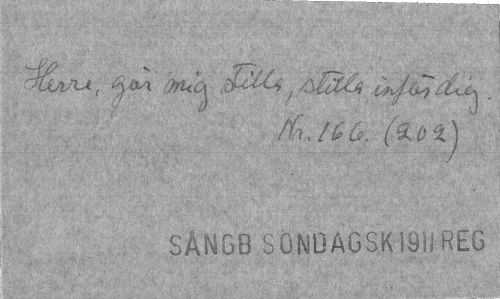 Herre, gör mig stilla, stilla inför dig.
Nr. 166. (202)
SÅNGB SÖNDAGSK 1911 REG